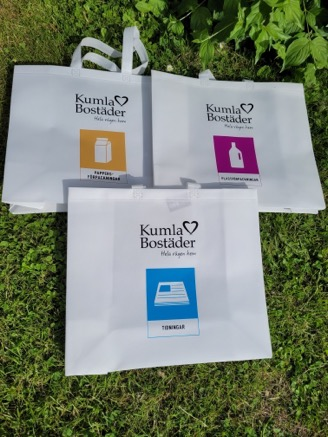 Kumla
Bostäder
Hela vägen hem
PAPPERS-
FÖRPACKNINGAR
Kumla
Bostäder
Hela vägen hem
PLASTFÖRPACKNINGAR
Kumla
Bostäder
Hela vägen hem
TIDNINGAR